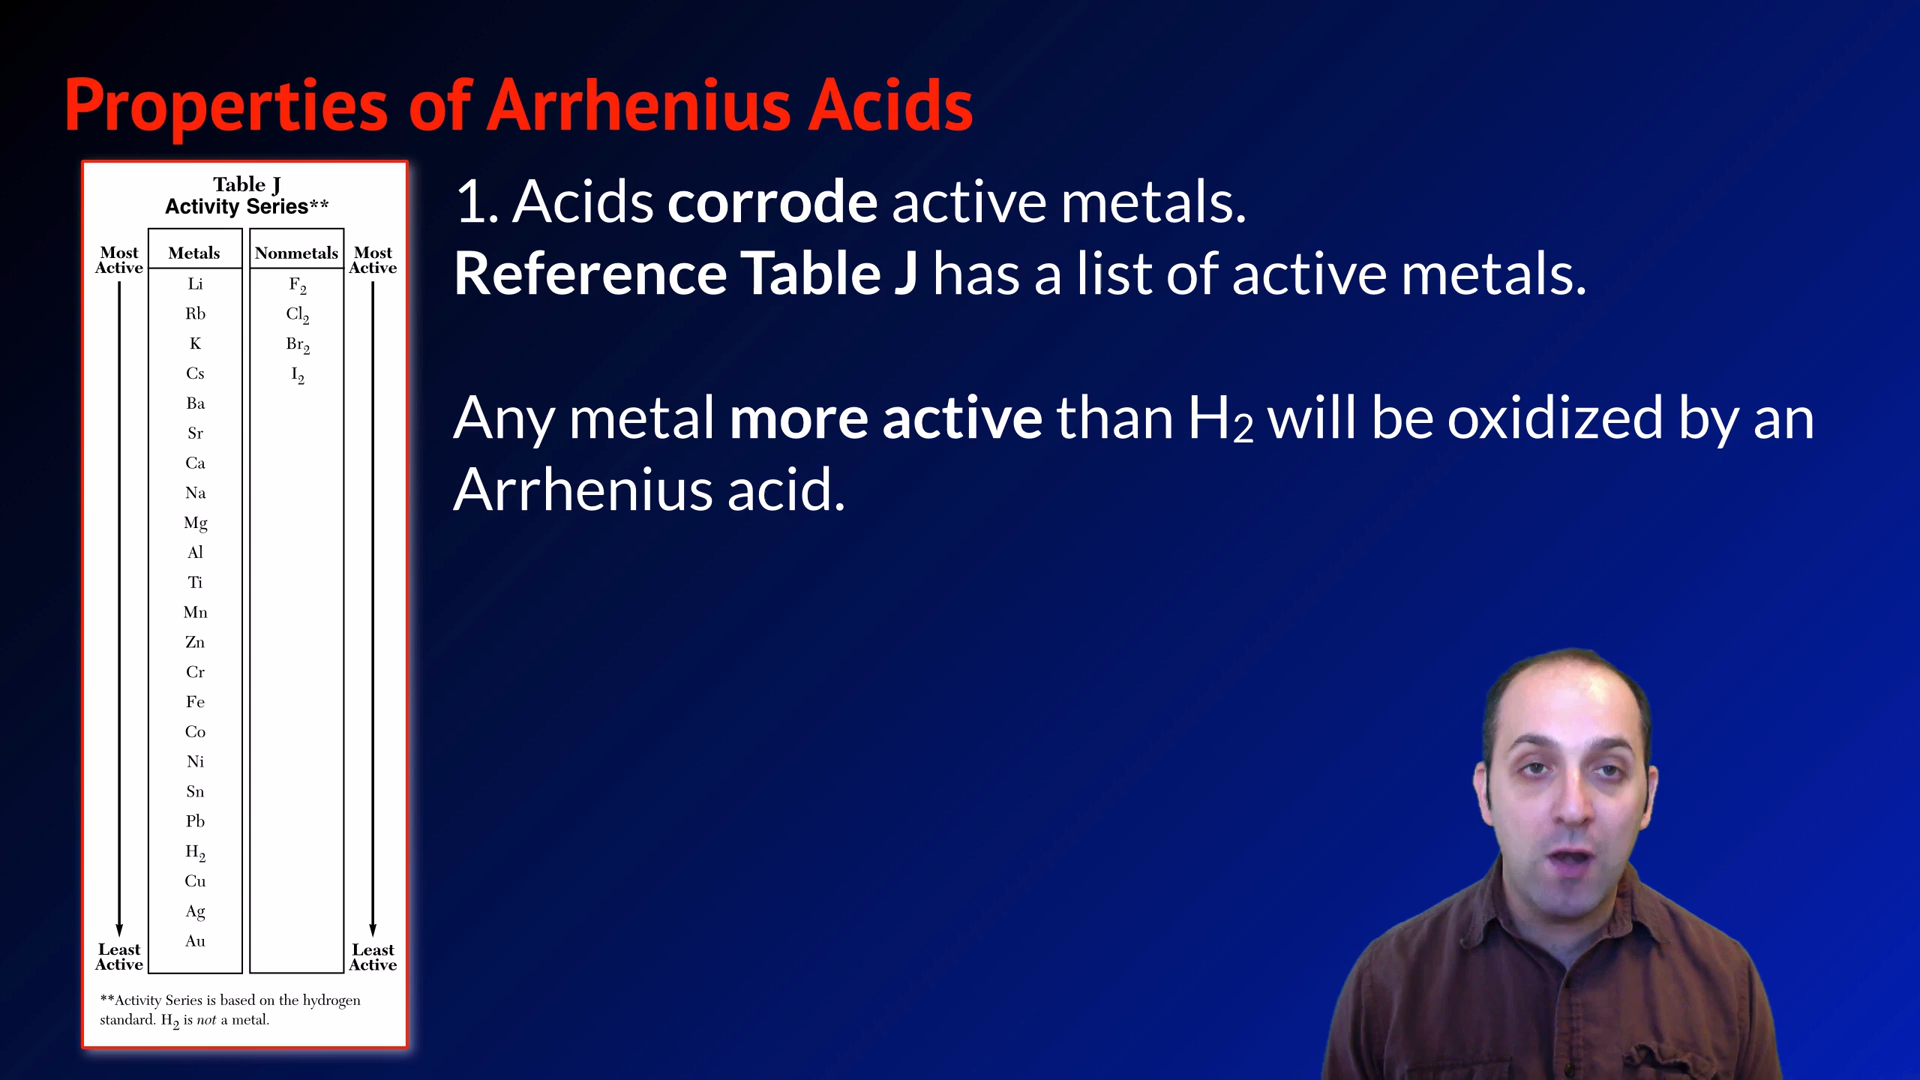 Properties of Arrhenius Acids
Table J
Activity Series**
Most Active
Metals
Nonmetals
Most Active
Li
Rb
K
Cs
Ba
Sr
Ca
Na
Mg
Al
Ti
Mn
Zn
Cr
Fe
Co
Ni
Sn
Pb
H₂
Cu
Ag
Au
F₂
Cl₂
Br₂
I₂
Least Active
Least Active
**Activity Series is based on the hydrogen
standard. H₂ is not a metal.
1. Acids corrode active metals.
Reference Table J has a list of active metals.
Any metal more active than H₂ will be oxidized by an
Arrhenius acid.